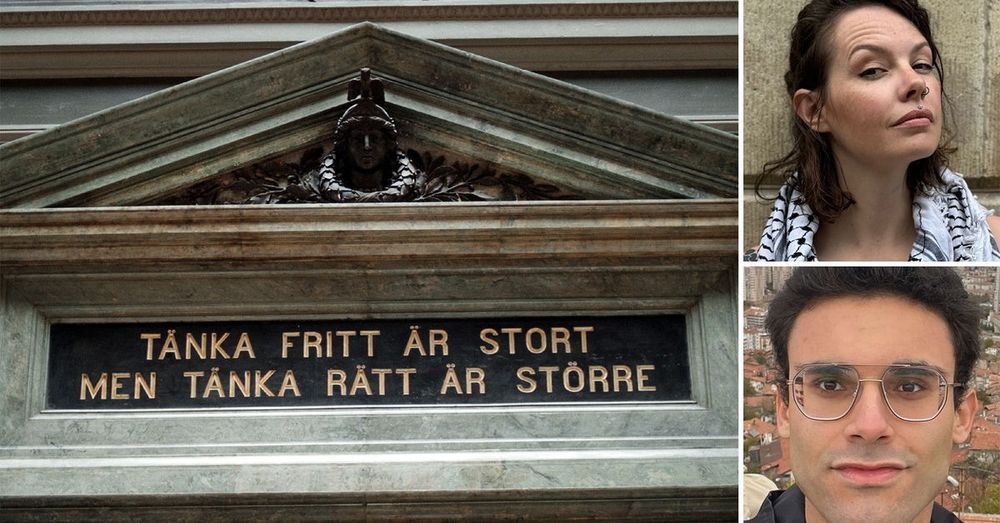 TÄNKA FRITT ÄR STORT
MEN TÄNKA RÄTT ÄR STÖRRE